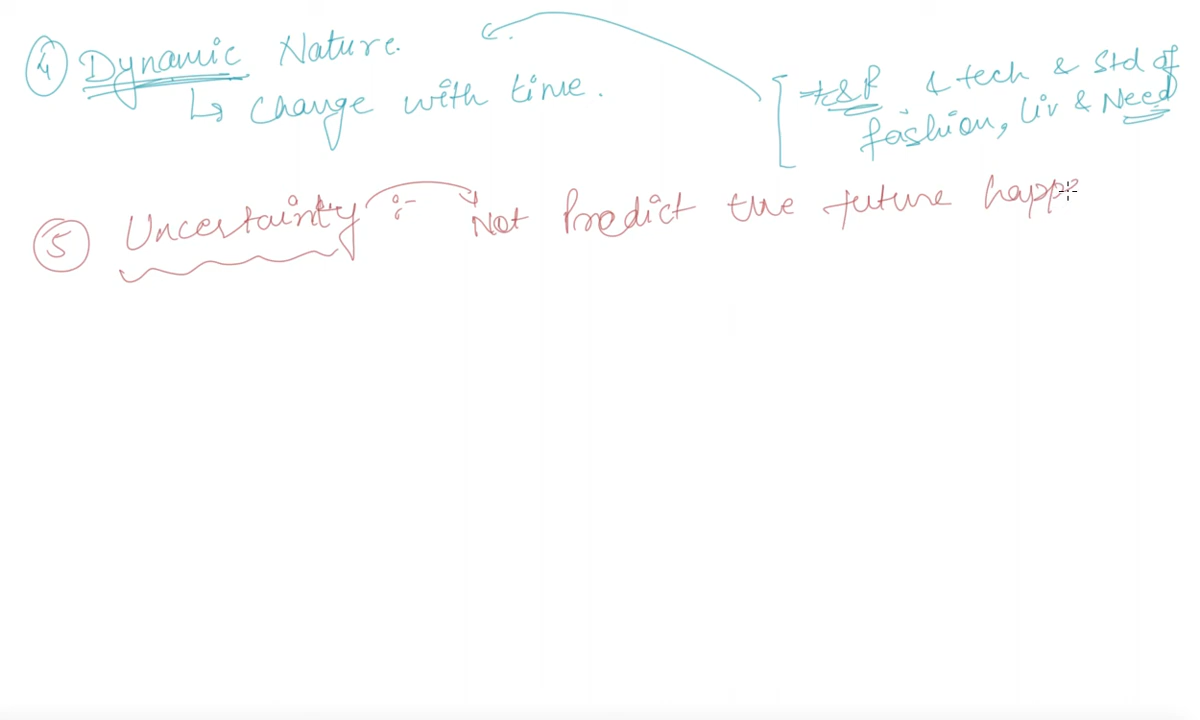 ④ Dynamic Nature.
↳ Change with time.
& tech & Std of
fashion, liv & Need
⑤ Uncertainty :- Not Predict the future happ